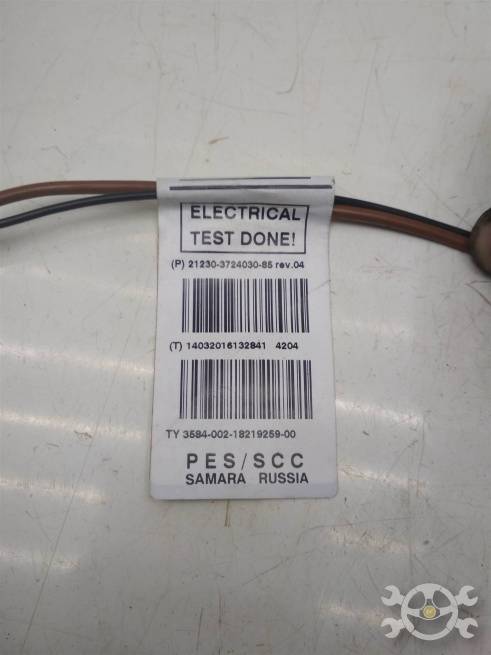 ELECTRICAL
TEST DONE!
(P) 21230-3724030-85 rev.04
(T) 14032016132841 4204
TY 3584-002-18219259-00
PES/SCC
SAMARA RUSSIA